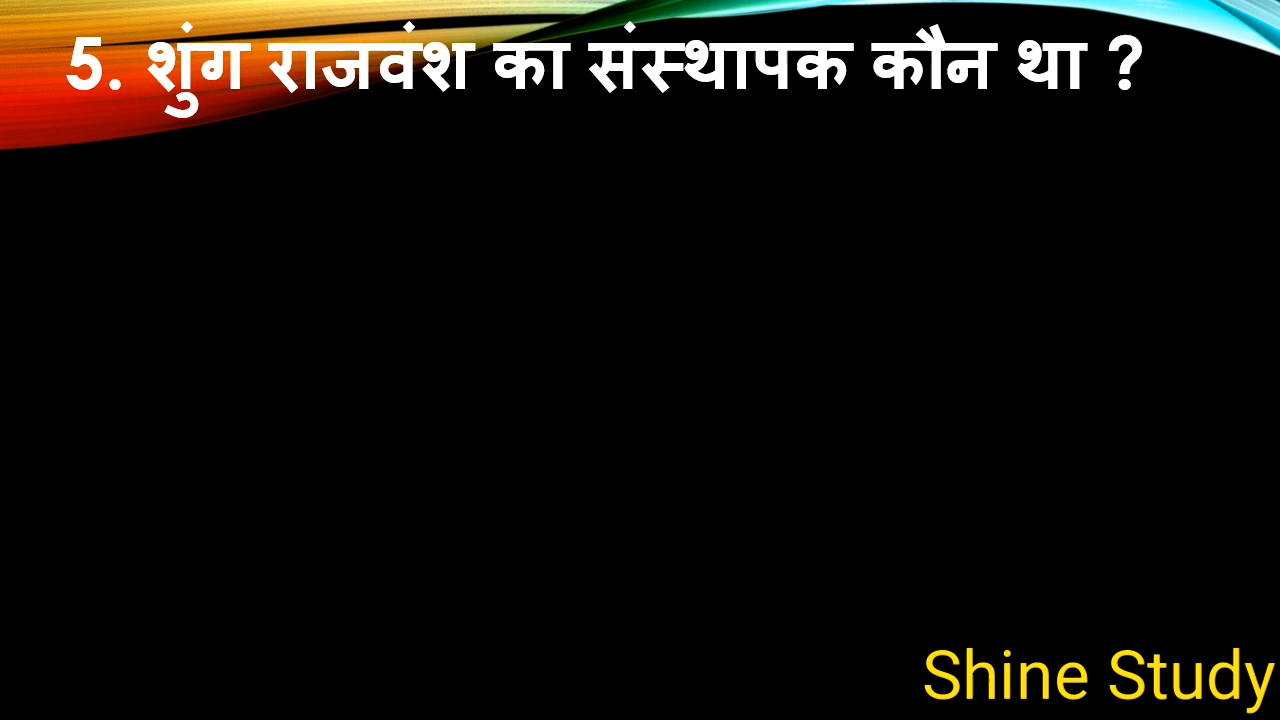 5. शुंग राजवंश का संस्थापक कौन था ?
Shine Study